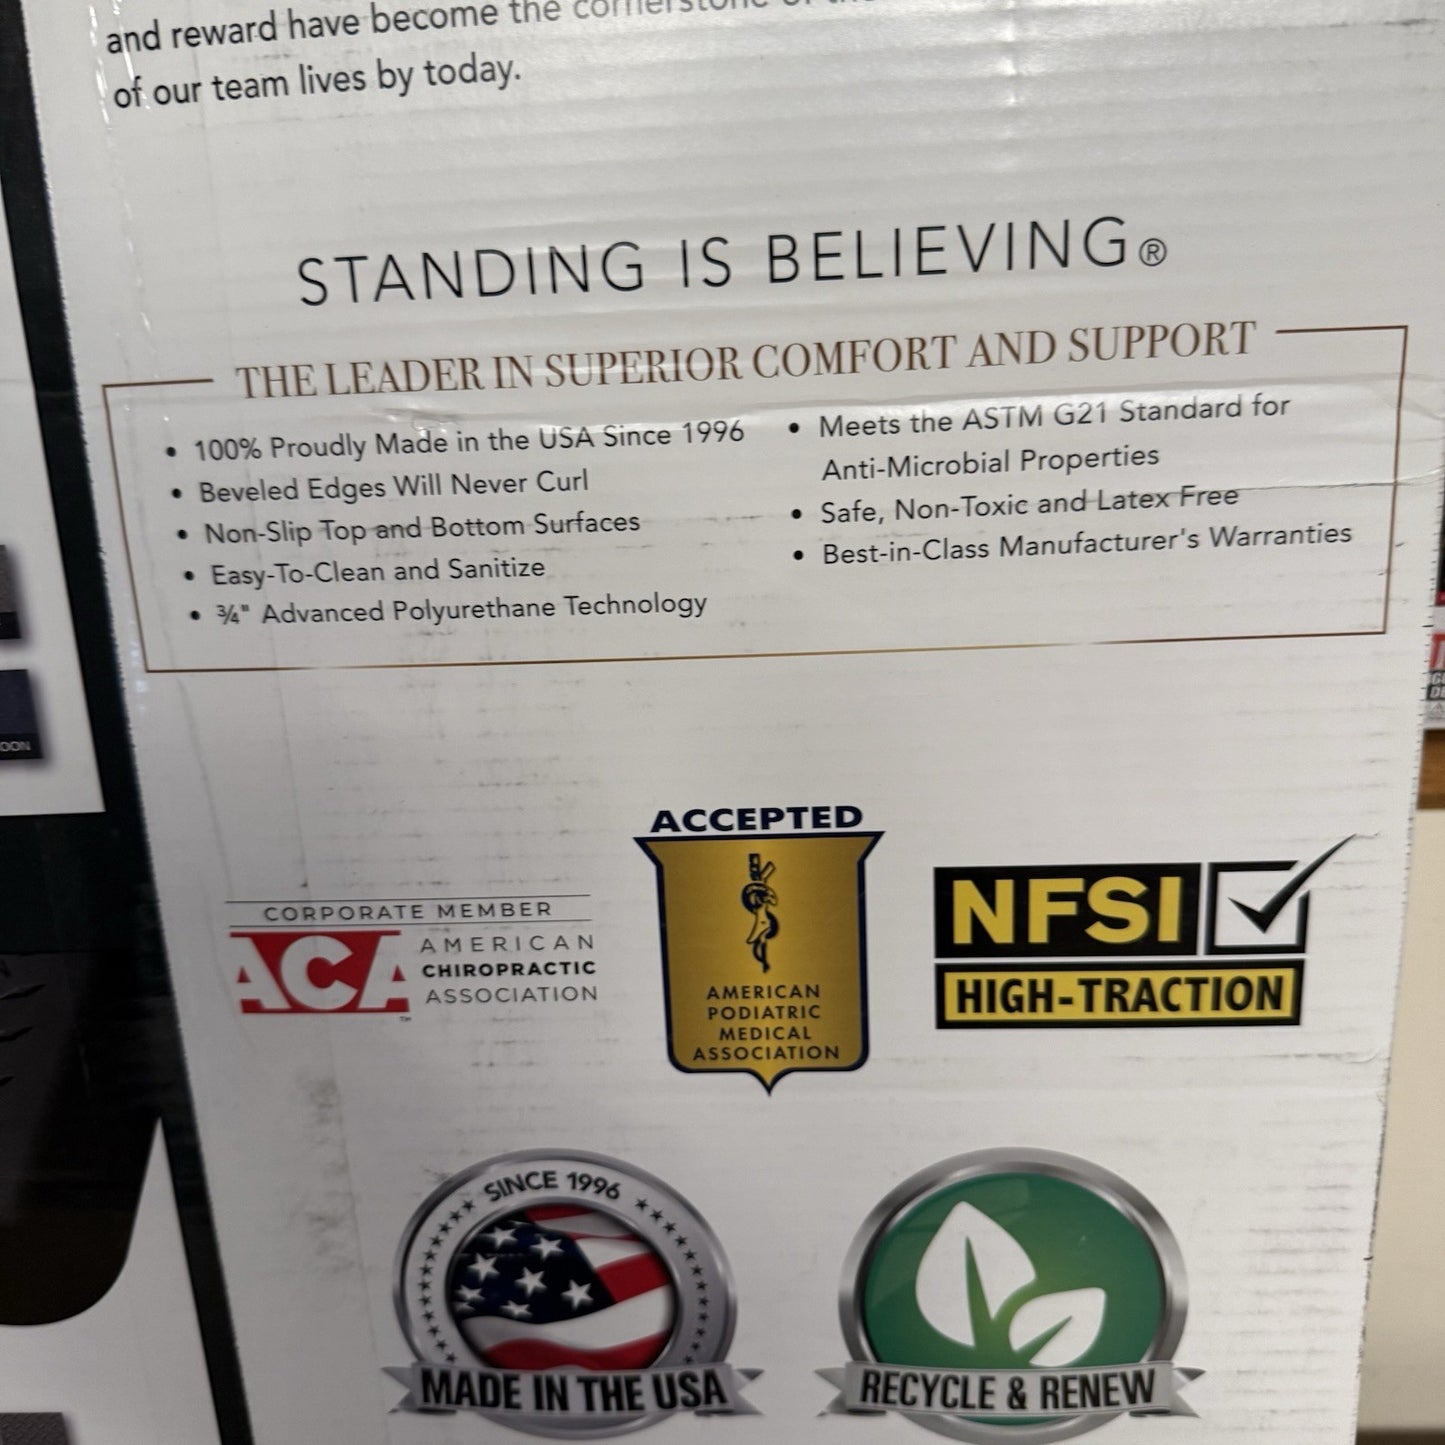 and reward have become the cornerstone of the
of our team lives by today.
STANDING IS BELIEVING®
THE LEADER IN SUPERIOR COMFORT AND SUPPORT
• 100% Proudly Made in the USA Since 1996
• Beveled Edges Will Never Curl
• Non-Slip Top and Bottom Surfaces
• Easy-To-Clean and Sanitize
• ¾" Advanced Polyurethane Technology
• Meets the ASTM G21 Standard for
Anti-Microbial Properties
• Safe, Non-Toxic and Latex Free
• Best-in-Class Manufacturer's Warranties
CORPORATE MEMBER
ACA
AMERICAN
CHIROPRACTIC
ASSOCIATION
™
ACCEPTED
AMERICAN
PODIATRIC
MEDICAL
ASSOCIATION
NFSI
HIGH-TRACTION
SINCE 1996
MADE IN THE USA
RECYCLE & RENEW